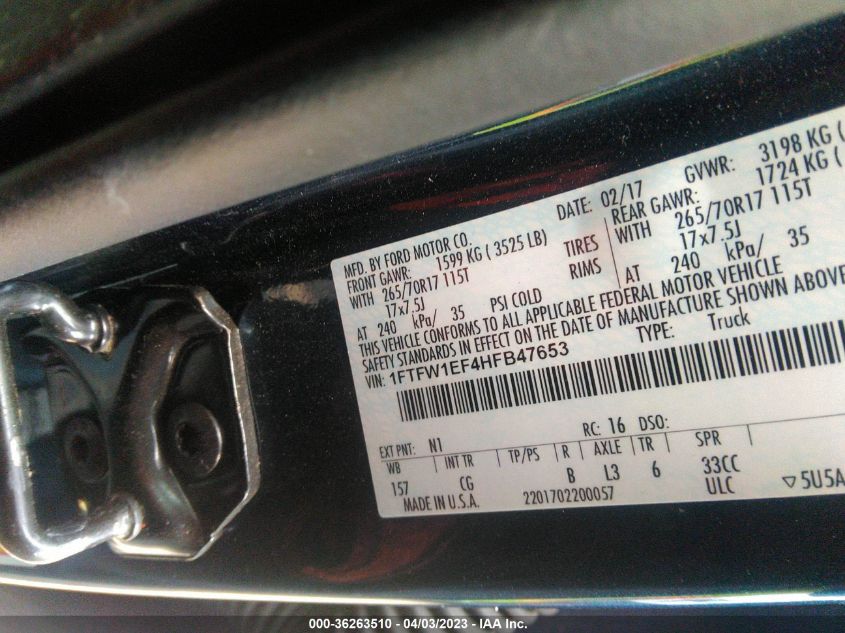 MFD. BY FORD MOTOR CO.
DATE: 02/17
GVWR: 3198 KG (
FRONT GAWR: 1599 KG ( 3525 LB)
REAR GAWR: 1724 KG (
WITH 265/70R17 115T TIRES
WITH 265/70R17 115T
17x7.5J RIMS
17x7.5J
AT 240 kPa/ 35 PSI COLD
AT 240 kPa/ 35
THIS VEHICLE CONFORMS TO ALL APPLICABLE FEDERAL MOTOR VEHICLE
SAFETY STANDARDS IN EFFECT ON THE DATE OF MANUFACTURE SHOWN ABOVE
VIN: 1FTFW1EF4HFB47653
TYPE: Truck
EXT PNT: N1 RC: 16 DSO:
WB INT TR TP/PS R AXLE TR SPR
157 CG B L3 6 33CC
MADE IN U.S.A. 2201702200057 ULC ▽5U5A
000-36263510 - 04/03/2023 - IAA Inc.